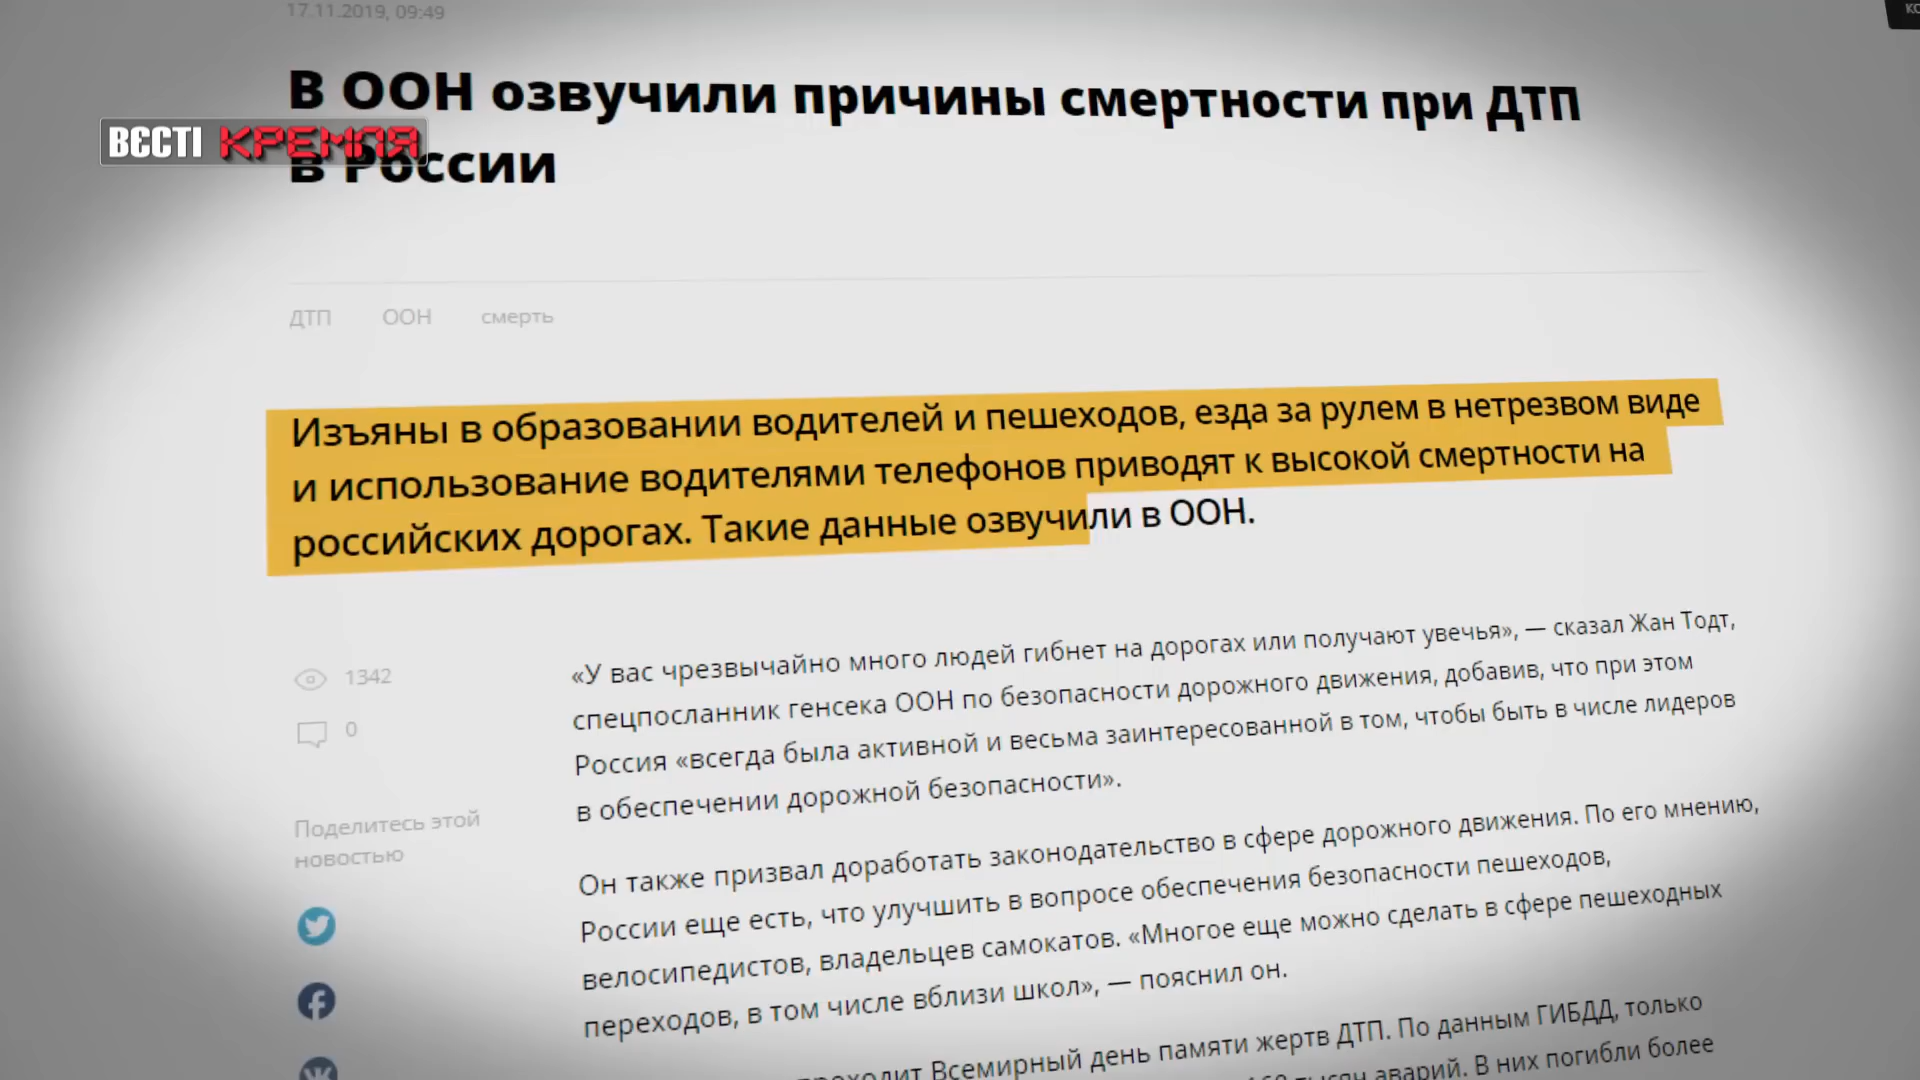 17.11.2019, 09:49
КО
В ООН озвучили причины смертности при ДТП
ВЄСТІ КРЕМЛЯ
в России
ДТП ООН смерть
Изъяны в образовании водителей и пешеходов, езда за рулем в нетрезвом виде
и использование водителями телефонов приводят к высокой смертности на
российских дорогах. Такие данные озвучили в ООН.
1342
0
Поделитесь этой
новостью
«У вас чрезвычайно много людей гибнет на дорогах или получают увечья», — сказал Жан Тодт,
спецпосланник генсека ООН по безопасности дорожного движения, добавив, что при этом
Россия «всегда была активной и весьма заинтересованной в том, чтобы быть в числе лидеров
в обеспечении дорожной безопасности».
Он также призвал доработать законодательство в сфере дорожного движения. По его мнению,
России еще есть, что улучшить в вопросе обеспечения безопасности пешеходов,
велосипедистов, владельцев самокатов. «Многое еще можно сделать в сфере пешеходных
переходов, в том числе вблизи школ», — пояснил он.
проходит Всемирный день памяти жертв ДТП. По данным ГИБДД, только
тысяч аварий. В них погибли более